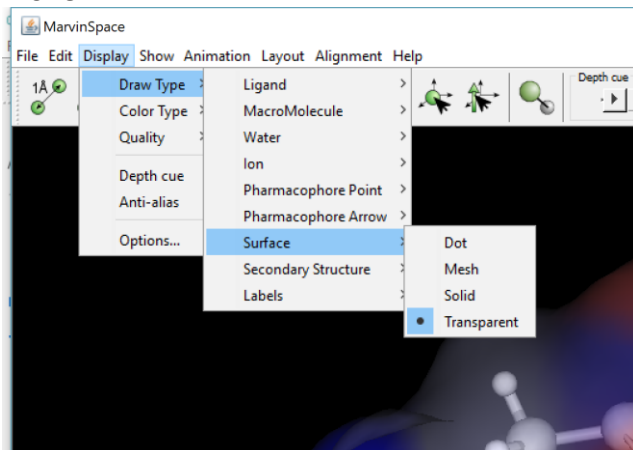 MarvinSpace
File Edit Display Show Animation Layout Alignment Help
1Å
Depth cue
Draw Type
Color Type
Quality
Depth cue
Anti-alias
Options...
Ligand
MacroMolecule
Water
Ion
Pharmacophore Point
Pharmacophore Arrow
Surface
Secondary Structure
Labels
Dot
Mesh
Solid
Transparent